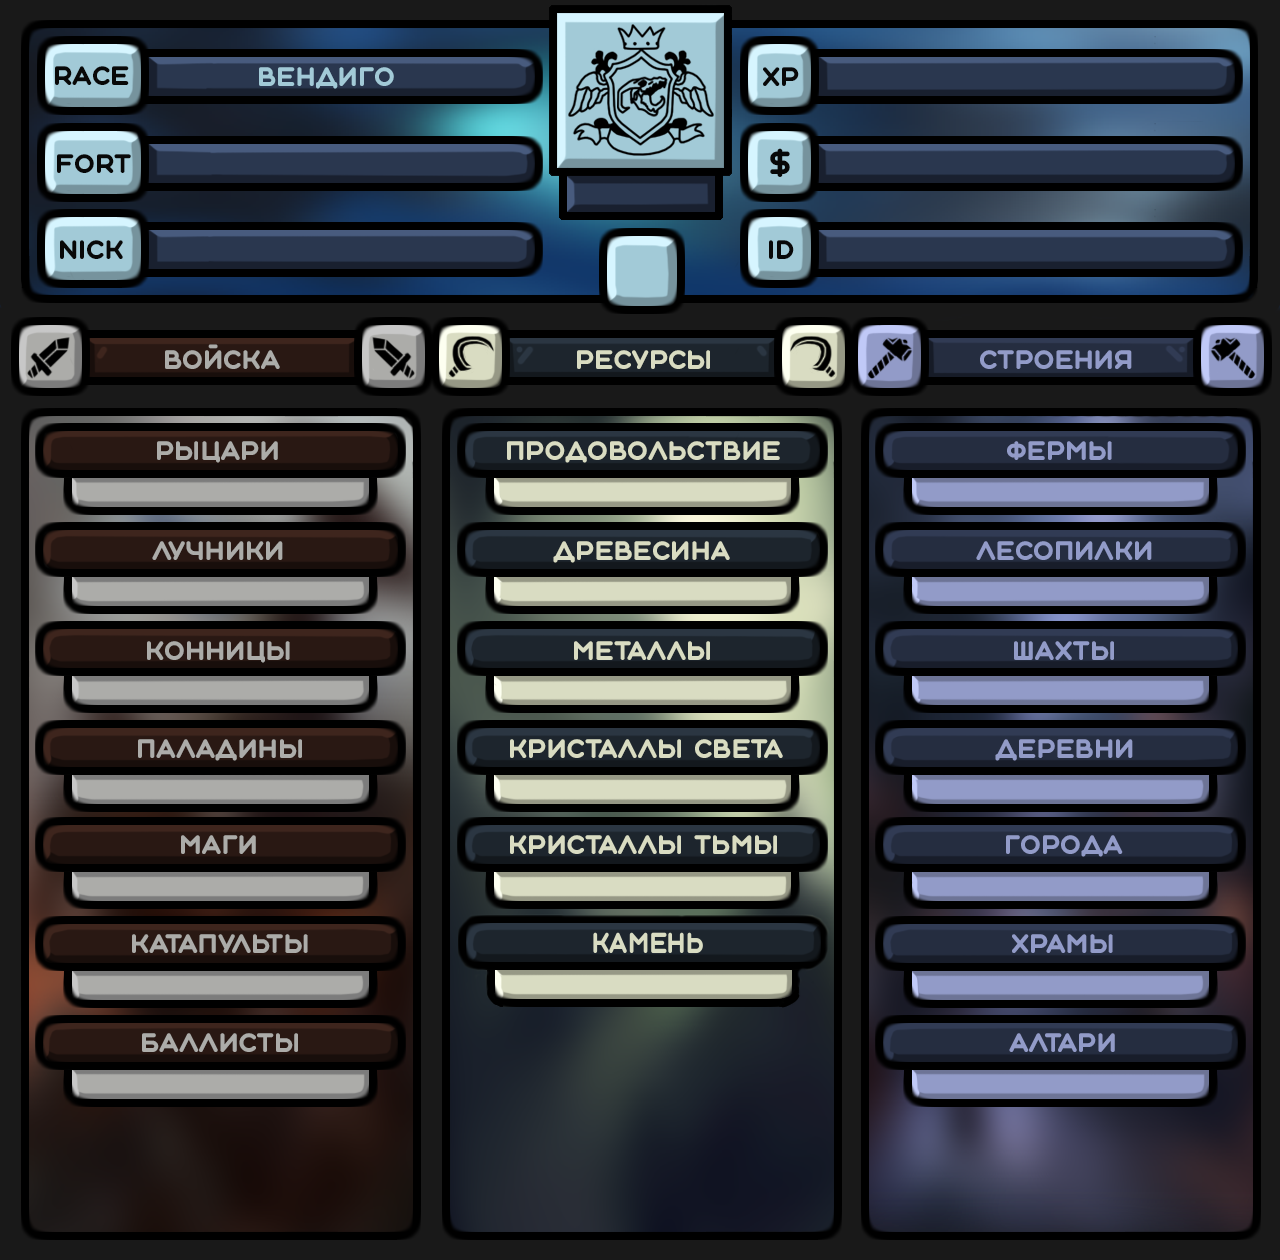 RACE ВЕНДИГО
FORT
NICK
XP
$
ID
ВОЙСКА
РЫЦАРИ
ЛУЧНИКИ
КОННИЦЫ
ПАЛАДИНЫ
МАГИ
КАТАПУЛЬТЫ
БАЛЛИСТЫ
РЕСУРСЫ
ПРОДОВОЛЬСТВИЕ
ДРЕВЕСИНА
МЕТАЛЛЫ
КРИСТАЛЛЫ СВЕТА
КРИСТАЛЛЫ ТЬМЫ
КАМЕНЬ
СТРОЕНИЯ
ФЕРМЫ
ЛЕСОПИЛКИ
ШАХТЫ
ДЕРЕВНИ
ГОРОДА
ХРАМЫ
АЛТАРИ